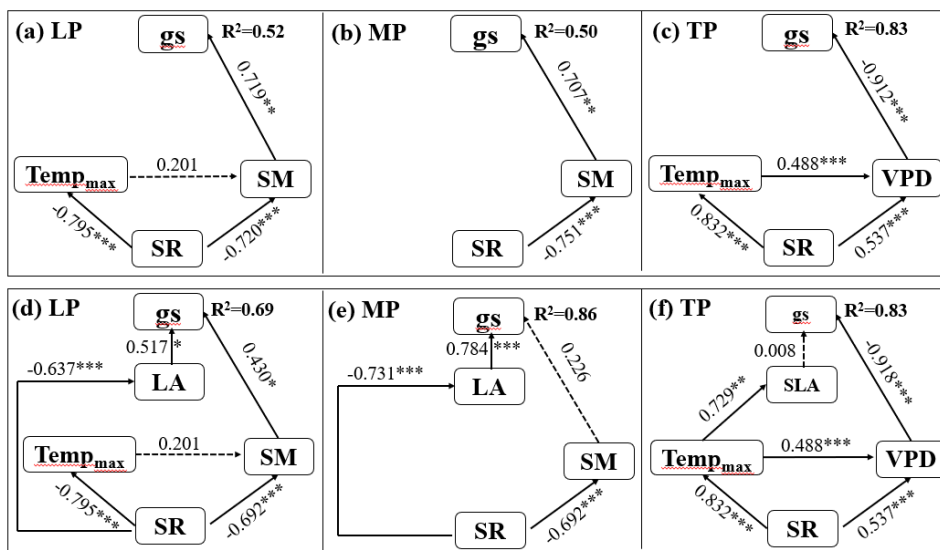 (a) LP
gs
R²=0.52
0.719**
Temp_max
0.201
SM
-0.795***
SR
-0.720***
(b) MP
gs
R²=0.50
0.707**
SM
SR
-0.751***
(c) TP
gs
R²=0.83
-0.912***
Temp_max
0.488***
VPD
0.832***
SR
0.537***
(d) LP
gs
R²=0.69
0.517*
-0.637***
LA
0.430*
Temp_max
0.201
SM
-0.795***
SR
-0.692***
(e) MP
gs
R²=0.86
0.784***
-0.731***
LA
0.226
SM
SR
-0.692***
(f) TP
gs
R²=0.83
0.008
0.729**
SLA
-0.918***
Temp_max
0.488***
VPD
0.832***
SR
0.537***